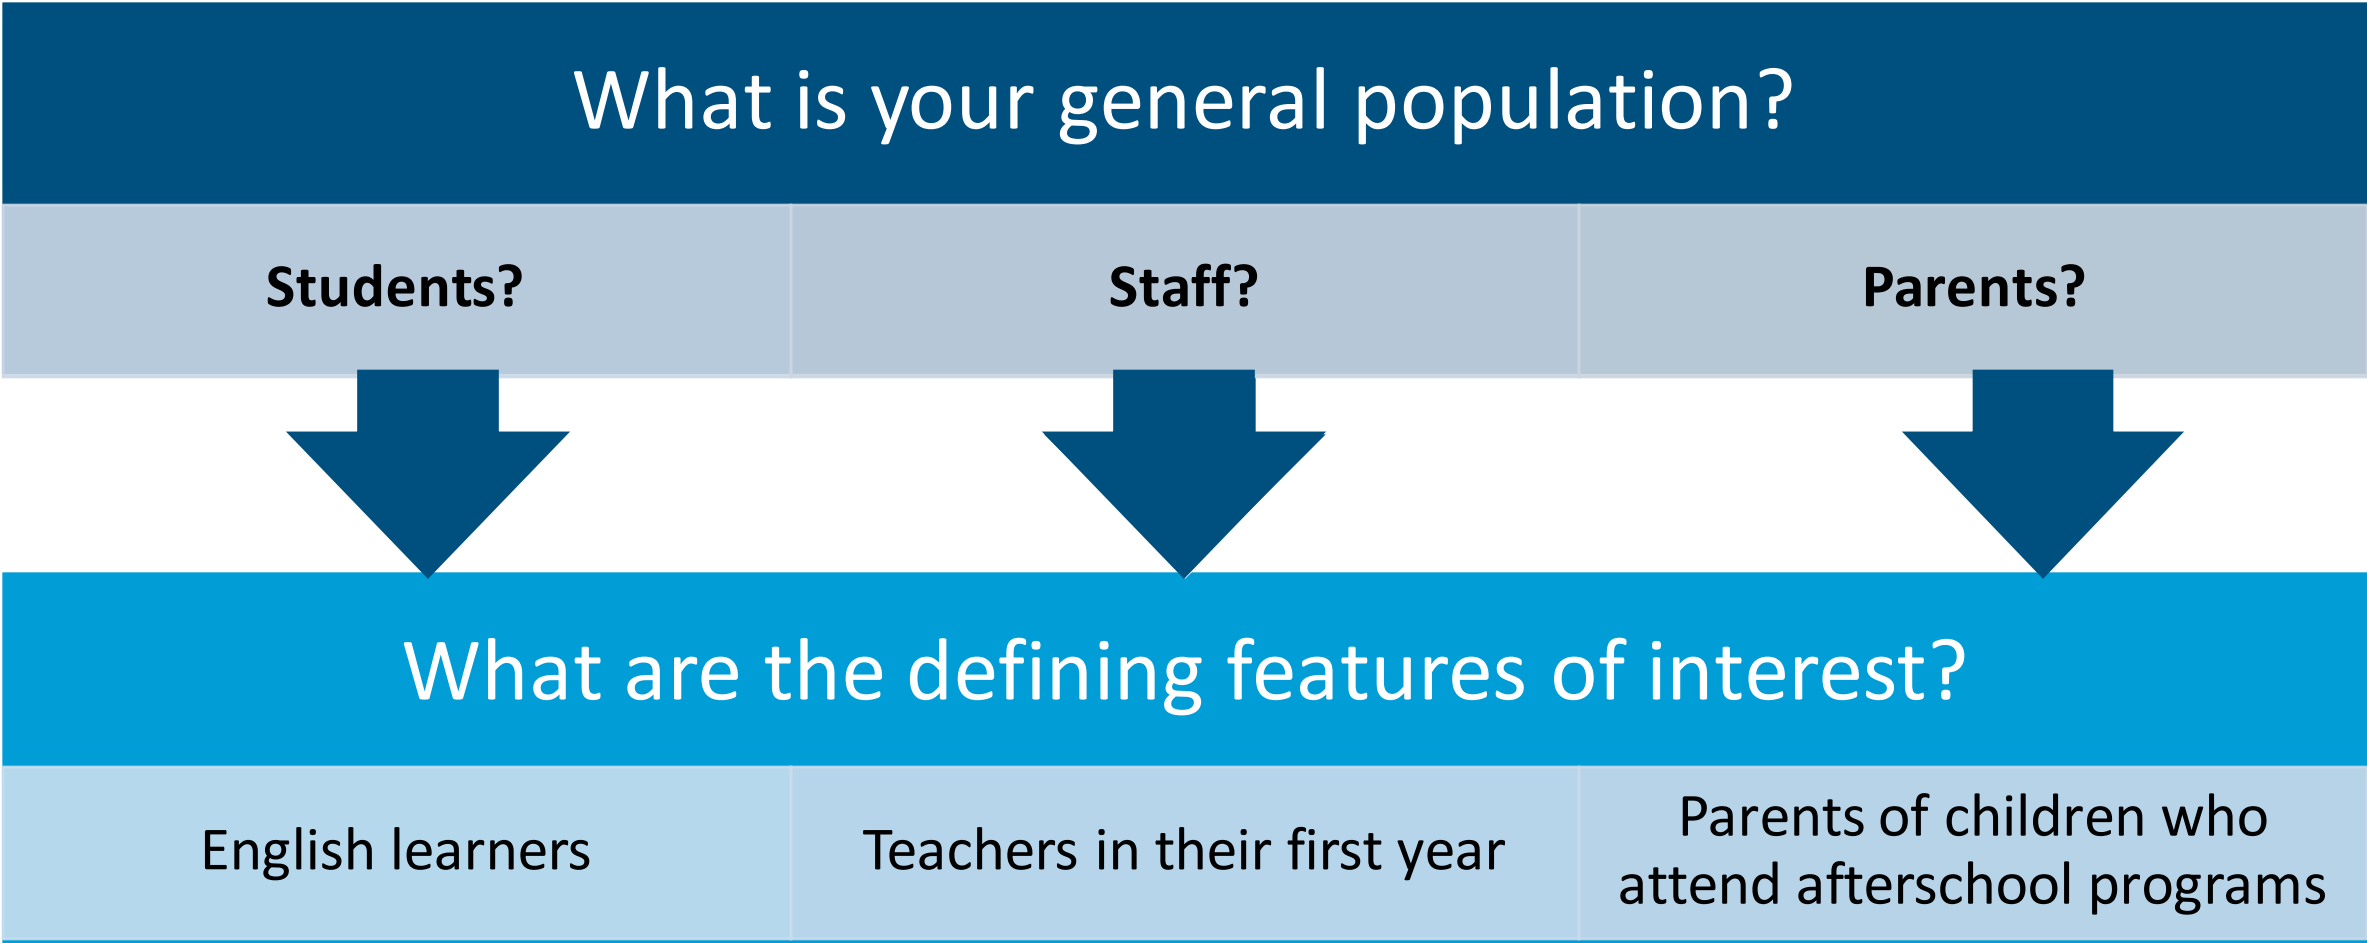 What is your general population?
Students?
Staff?
Parents?
What are the defining features of interest?
English learners
Teachers in their first year
Parents of children who
attend afterschool programs